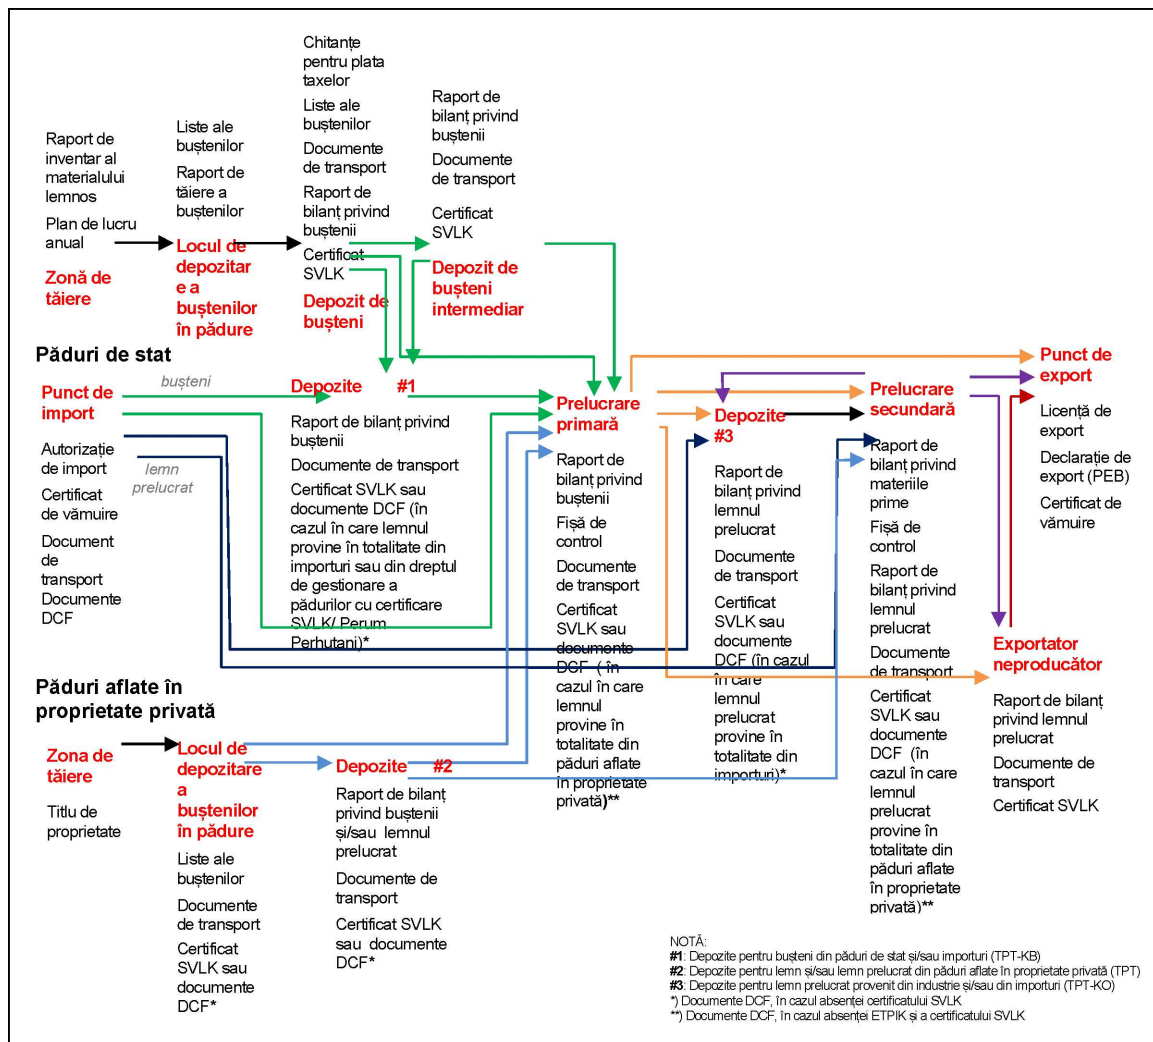 Raport de
inventar al
materialului
lemnos
Plan de lucru
anual
Zonă de
tăiere
Liste ale
buștenilor
Raport de
tăiere a
buștenilor
Locul de
depozitar
e a
buștenilor
în pădure
Chitanțe
pentru plata
taxelor
Liste ale
buștenilor
Documente
de transport
Raport de
bilanț privind
buștenii
Certificat
SVLK
Depozit de
bușteni
Raport de
bilanț privind
buștenii
Documente
de transport
Certificat
SVLK
Depozit de
bușteni
intermediar
Păduri de stat
Punct de
import
bușteni
Autorizație
de import
lemn
prelucrat
Certificat
de vămuire
Document
de
transport
Documente
DCF
Depozite #1
Raport de bilanț privind
buștenii
Documente de transport
Certificat SVLK sau
documente DCF (în
cazul în care lemnul
provine în totalitate din
importuri sau din dreptul
de gestionare a
pădurilor cu certificare
SVLK/ Perum
Perhutani)*
Prelucrare
primară
Raport de
bilanț privind
buștenii
Fișă de
control
Documente
de transport
Certificat
SVLK sau
documente
DCF ( în
cazul în care
lemnul
provine în
totalitate din
păduri aflate
în proprietate
privată)**
Depozite
#3
Raport de
bilanț privind
lemnul
prelucrat
Documente
de transport
Certificat
SVLK sau
documente
DCF (în cazul
în care
lemnul
prelucrat
provine în
totalitate din
importuri)*
Prelucrare
secundară
Raport de
bilanț privind
materiile
prime
Fișă de
control
Raport de
bilanț privind
lemnul
prelucrat
Documente
de transport
Certificat
SVLK sau
documente
DCF (în
cazul în care
lemnul
prelucrat
provine în
totalitate din
păduri aflate
în proprietate
privată)**
Punct de
export
Licență de
export
Declarație de
export (PEB)
Certificat de
vămuire
Exportator
neproducător
Raport de bilanț
privind lemnul
prelucrat
Documente de
transport
Certificat SVLK
Păduri aflate în
proprietate privată
Zona de
tăiere
Titlu de
proprietate
Locul de
depozitare
a
buștenilor
în pădure
Liste ale
buștenilor
Documente
de transport
Certificat
SVLK sau
documente
DCF*
Depozite #2
Raport de bilanț
privind buștenii
și/sau lemnul
prelucrat
Documente de
transport
Certificat SVLK
sau documente
DCF*
NOTĂ:
#1: Depozite pentru bușteni din păduri de stat și/sau importuri (TPT-KB)
#2: Depozite pentru lemn și/sau lemn prelucrat din păduri aflate în proprietate privată (TPT)
#3: Depozite pentru lemn prelucrat provenit din industrie și/sau din importuri (TPT-KO)
*) Documente DCF, în cazul absenței certificatului SVLK
**) Documente DCF, în cazul absenței ETPIK și a certificatului SVLK